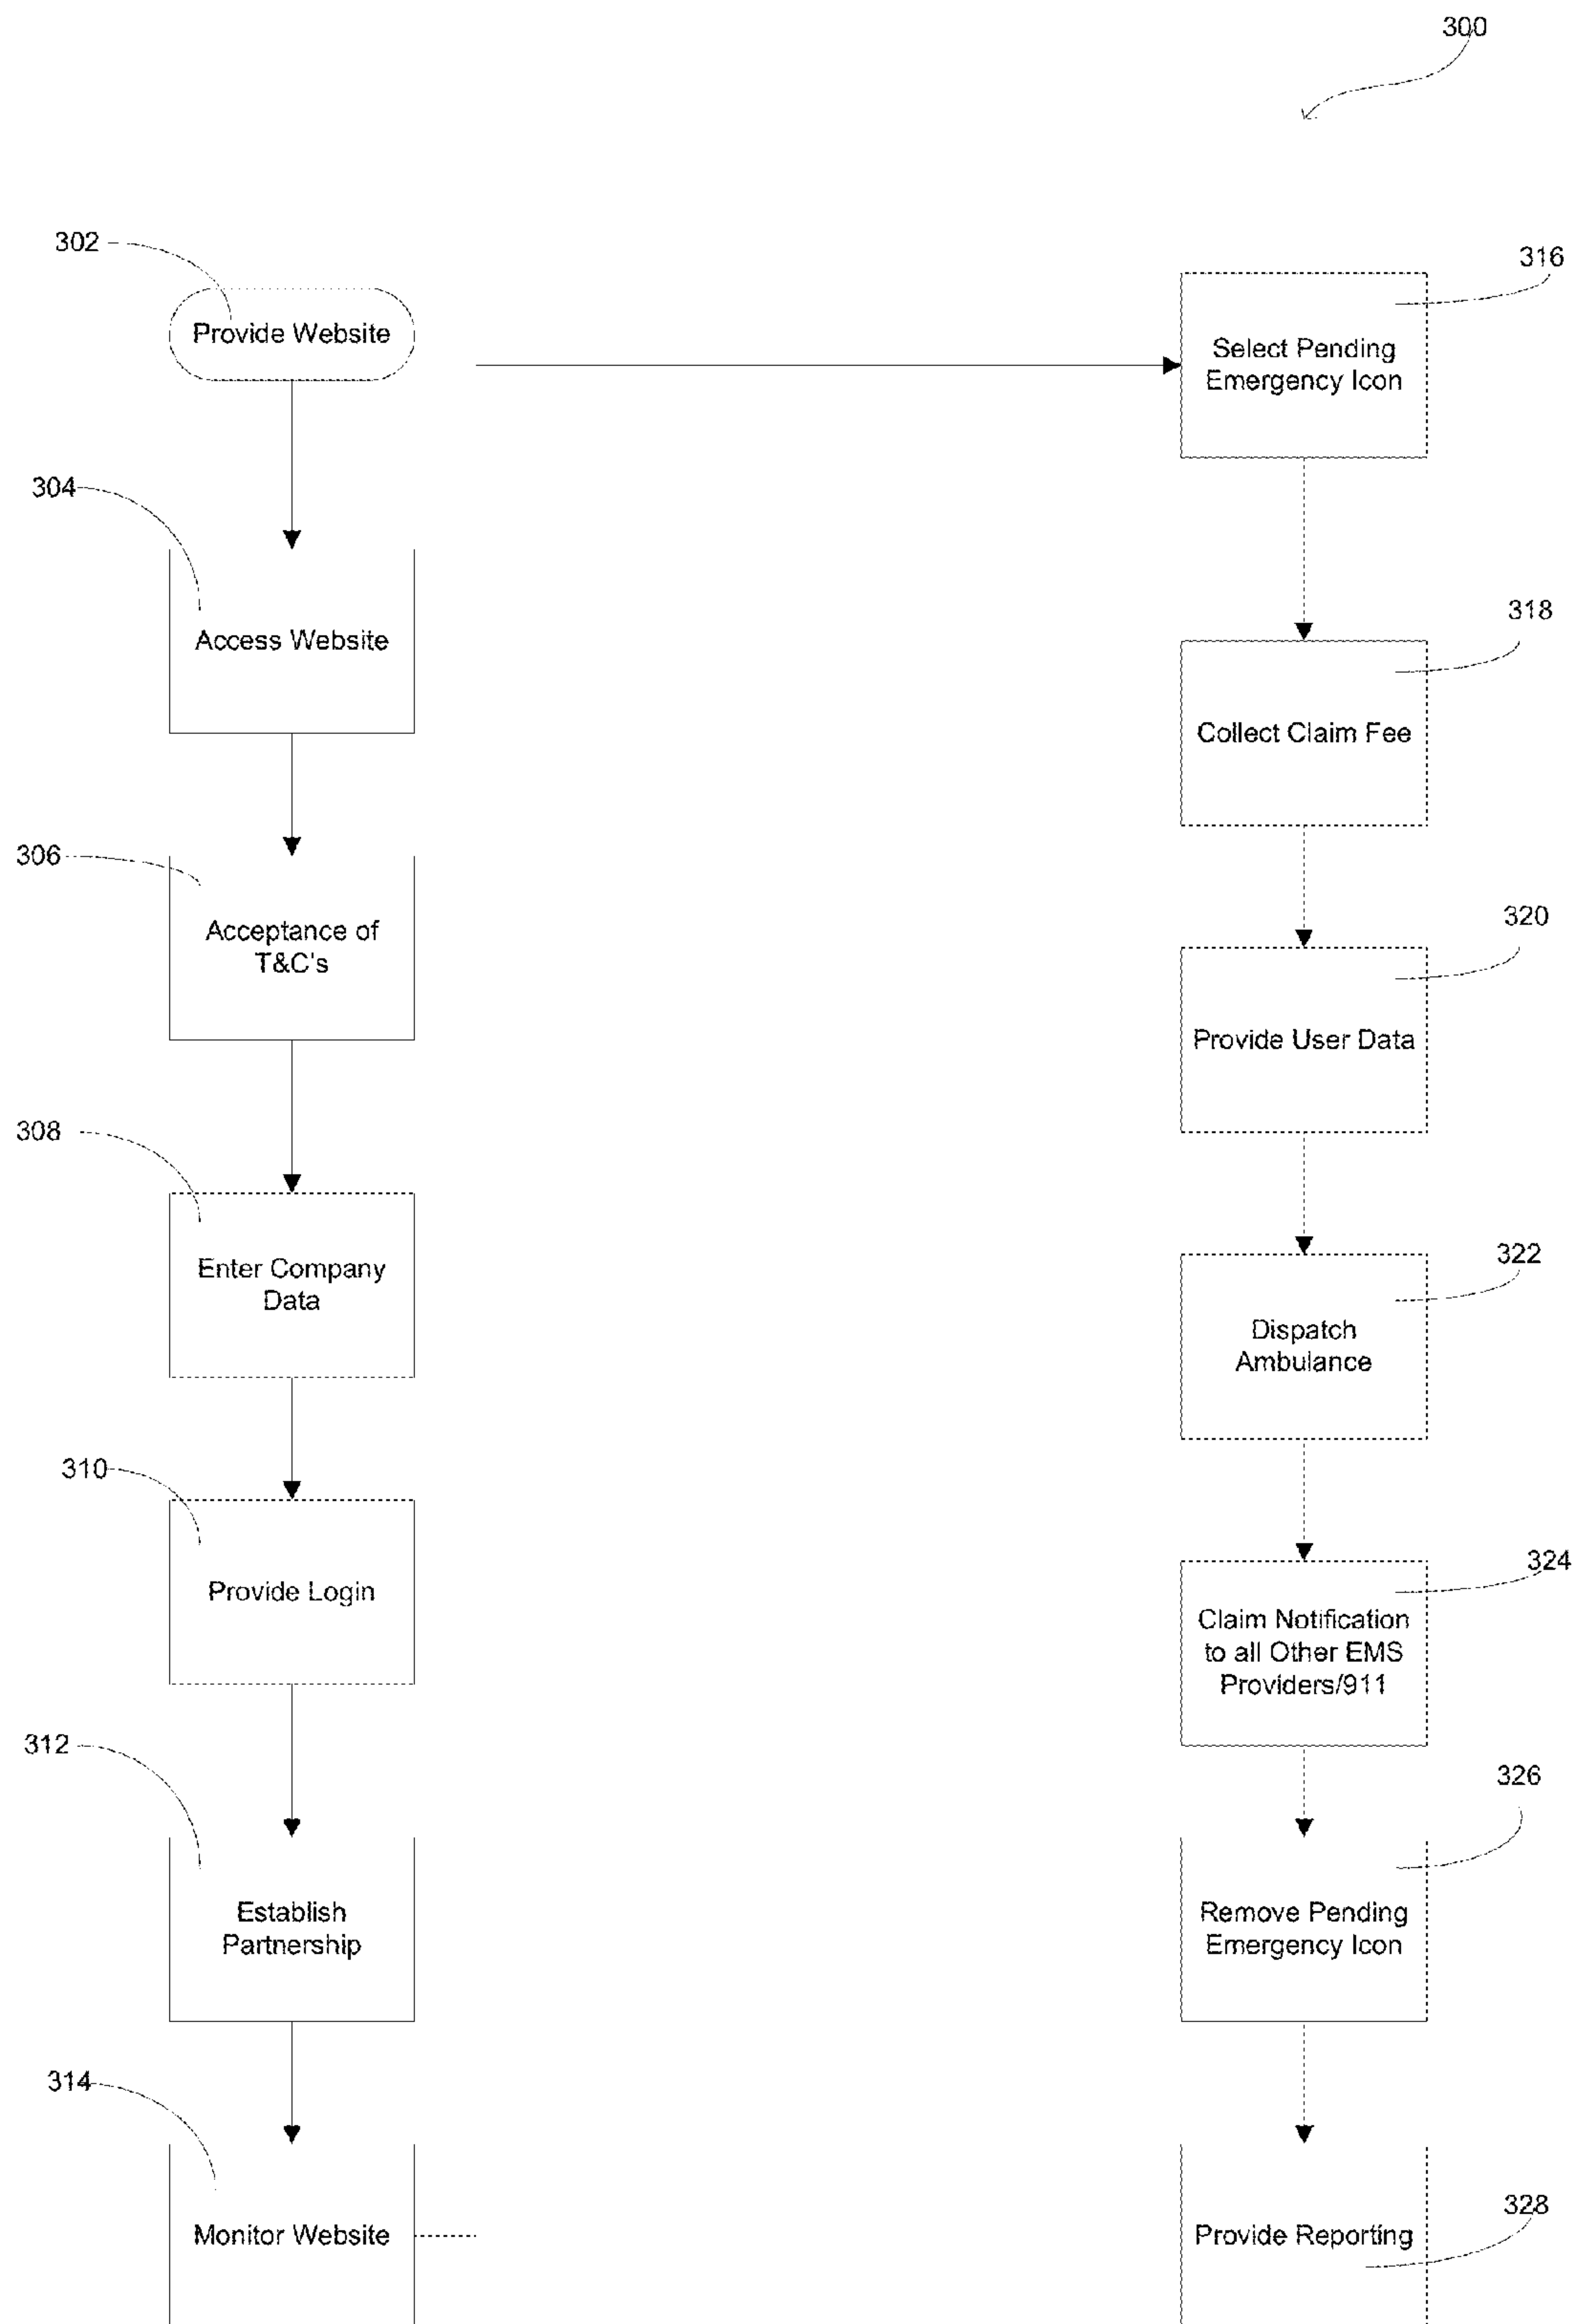 300
302
Provide Website
304
Access Website
306
Acceptance of
T&C's
308
Enter Company
Data
310
Provide Login
312
Establish
Partnership
314
Monitor Website
316
Select Pending
Emergency Icon
318
Collect Claim Fee
320
Provide User Data
322
Dispatch
Ambulance
324
Claim Notification
to all Other EMS
Providers/911
326
Remove Pending
Emergency Icon
328
Provide Reporting